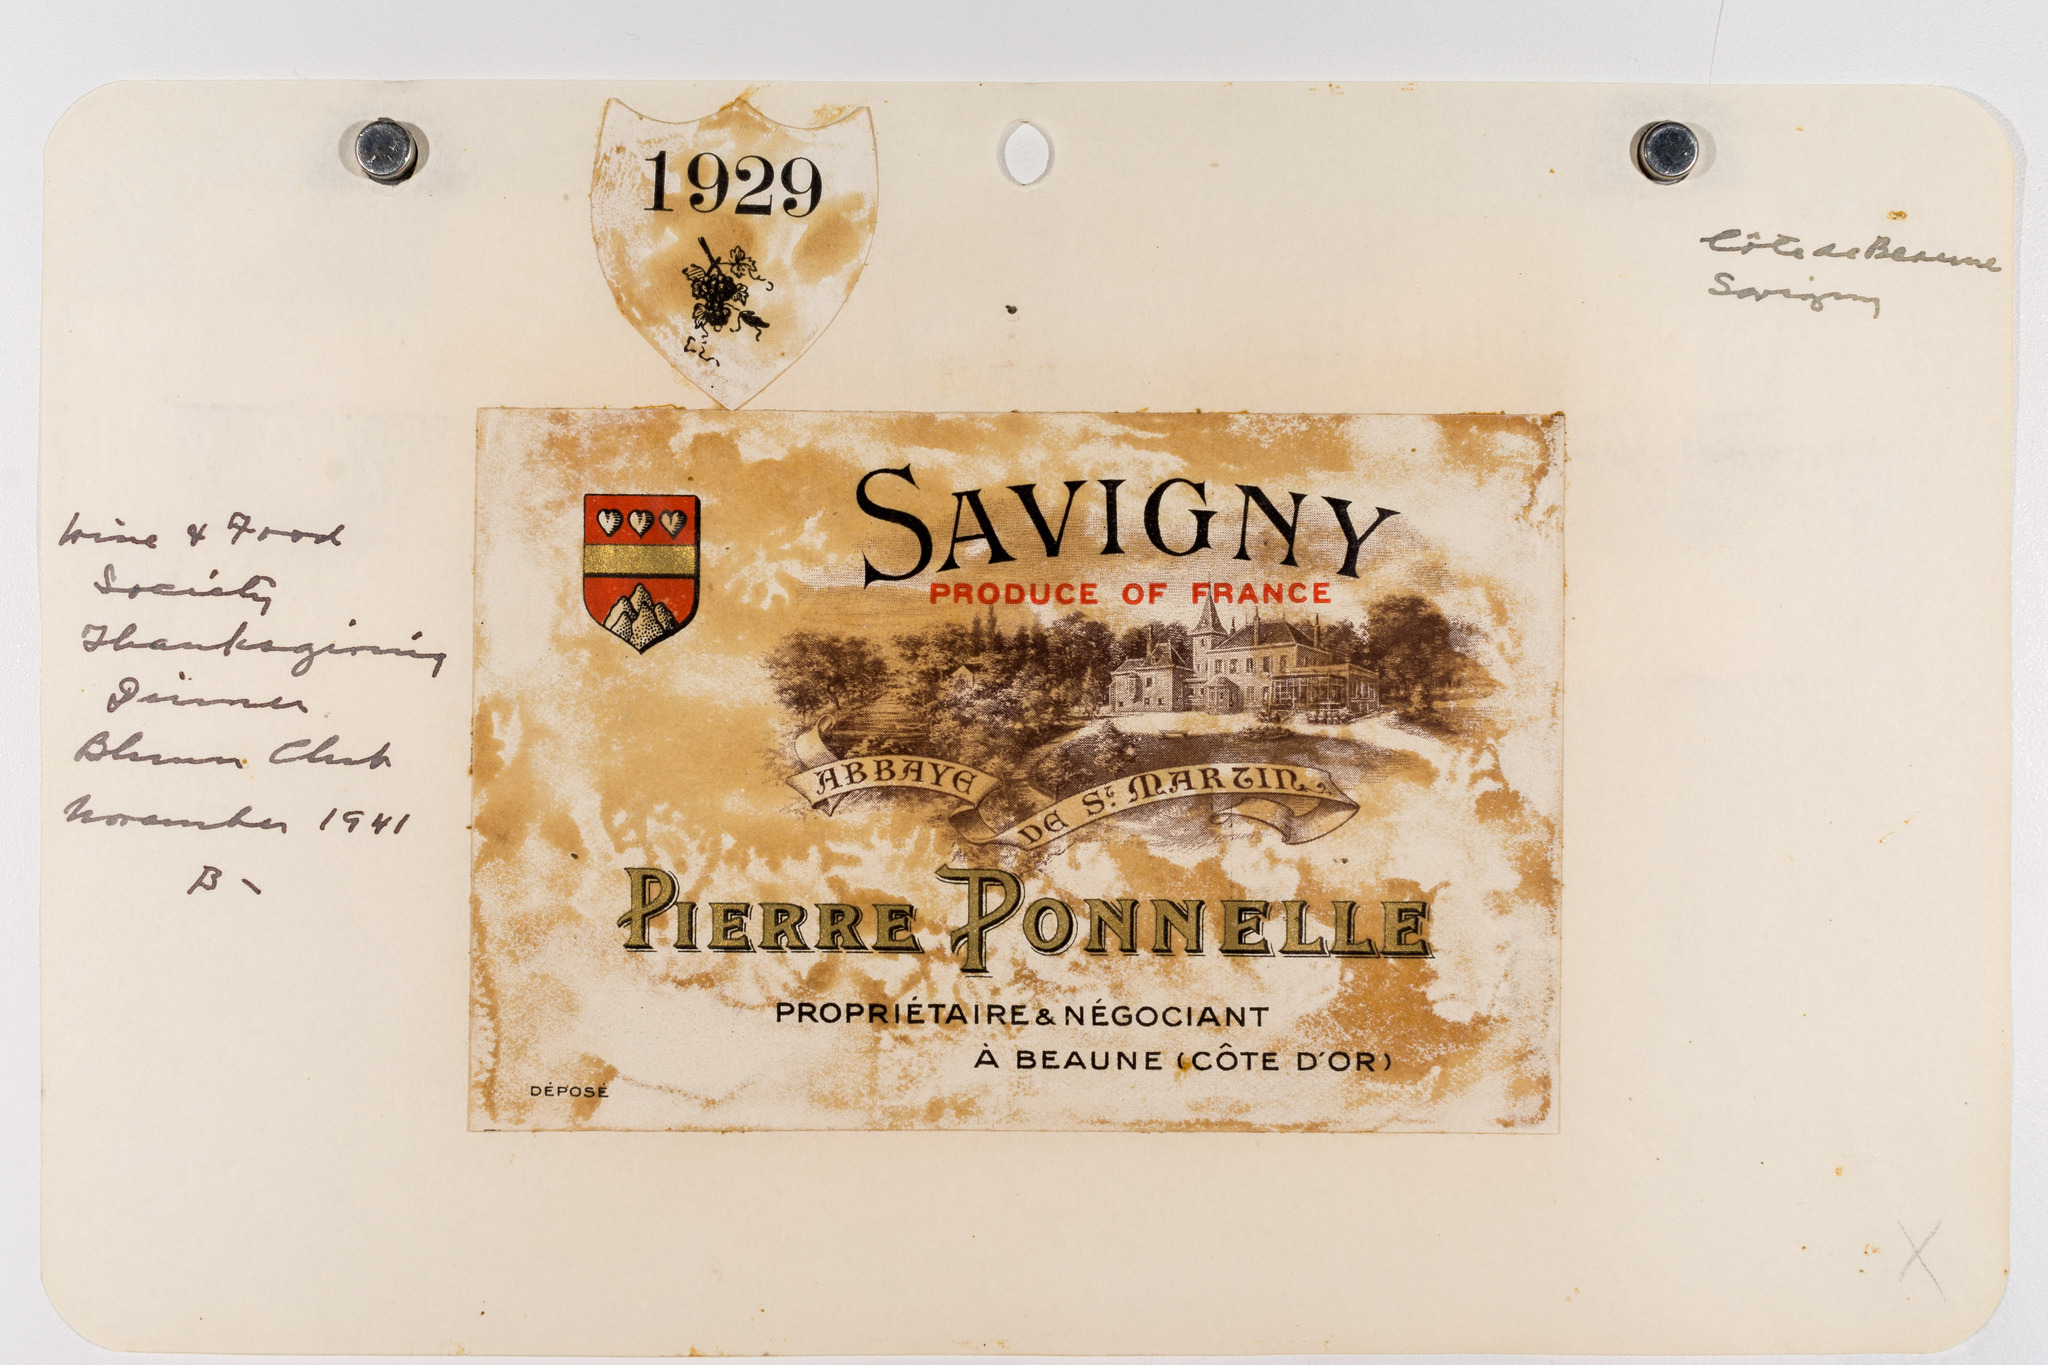 1929
Côte de Beaune
Savigny
SAVIGNY
PRODUCE OF FRANCE
ABBAYE DE St MARTIN
PIERRE PONNELLE
PROPRIÉTAIRE & NÉGOCIANT
À BEAUNE (CÔTE D'OR)
DÉPOSÉ
Wine & Food
Society
Thanksgiving
Dinner
Club
November 1941
B -
X